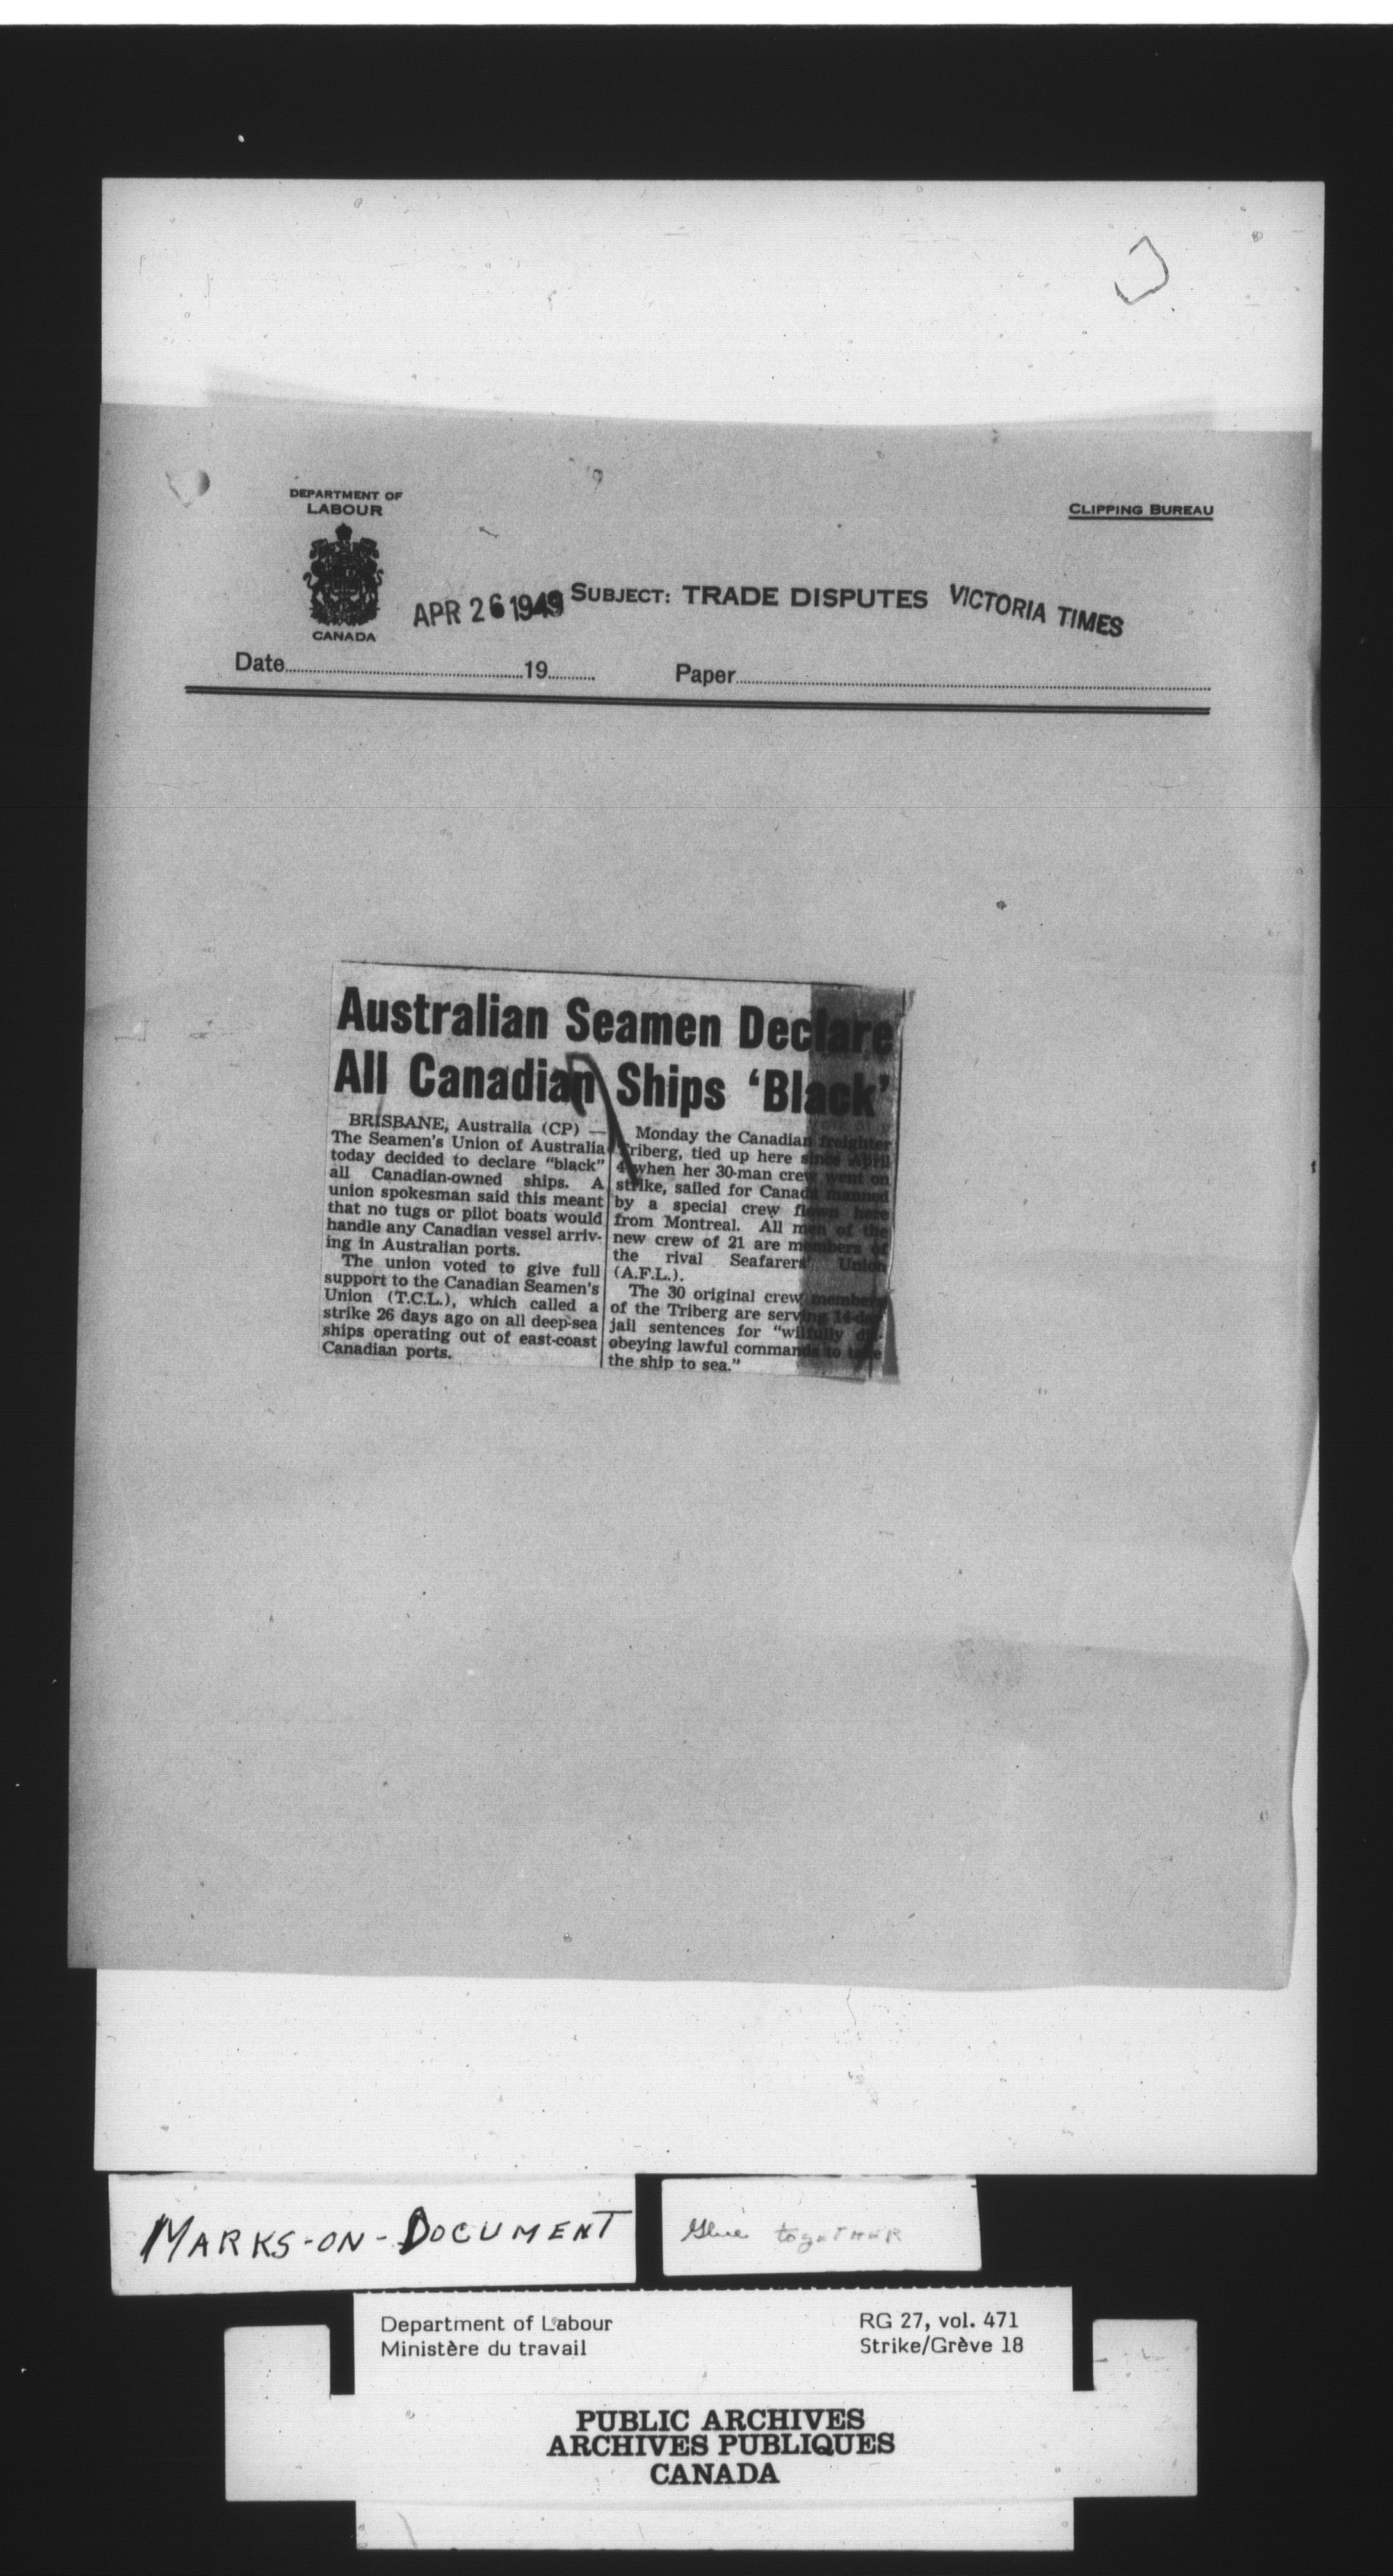 DEPARTMENT OF
LABOUR
CANADA
CLIPPING BUREAU
APR 26 1949
SUBJECT: TRADE DISPUTES
VICTORIA TIMES
Date 19
Paper
Australian Seamen Declare
All Canadian Ships ‘Black’
BRISBANE, Australia (CP) —
The Seamen's Union of Australia
today decided to declare “black”
all Canadian-owned ships. A
union spokesman said this meant
that no tugs or pilot boats would
handle any Canadian vessel arriv-
ing in Australian ports.
The union voted to give full
support to the Canadian Seamen's
Union (T.C.L.), which called a
strike 26 days ago on all deep-sea
ships operating out of east-coast
Canadian ports.
Monday the Canadian freighter
Triberg, tied up here since April
4 when her 30-man crew went on
strike, sailed for Canada manned
by a special crew flown here
from Montreal. All men of the
new crew of 21 are members of
the rival Seafarers' Union
(A.F.L.).
The 30 original crew members
of the Triberg are serving 14-day
jail sentences for “wilfully dis-
obeying lawful commands to take
the ship to sea.”
MARKS-ON-DOCUMENT
Glue together
Department of Labour
Ministère du travail
RG 27, vol. 471
Strike/Grève 18
PUBLIC ARCHIVES
ARCHIVES PUBLIQUES
CANADA